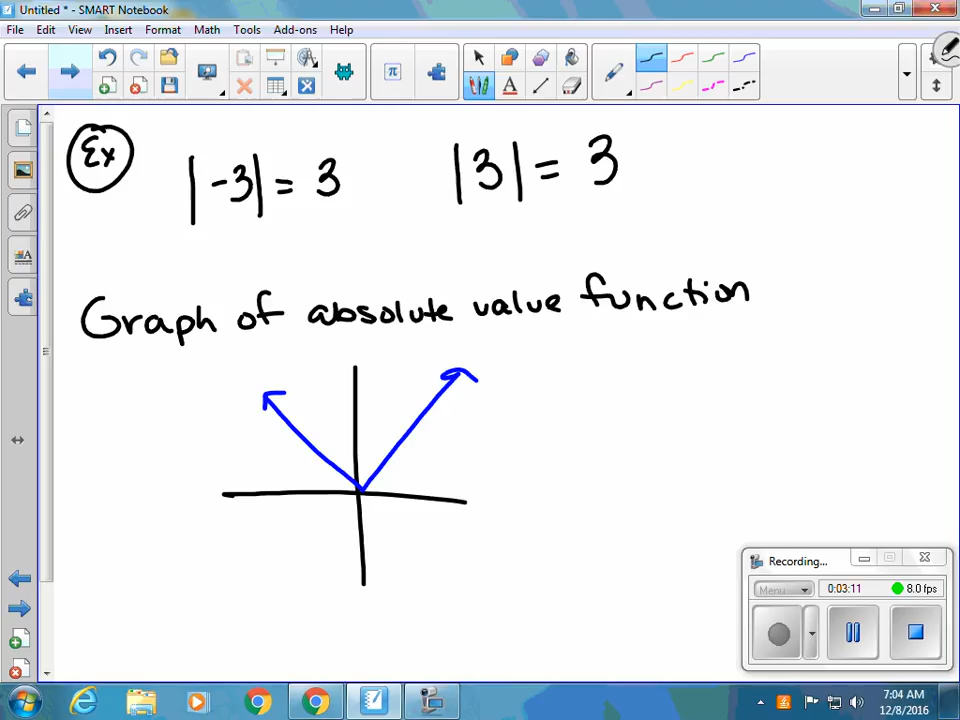 Untitled * - SMART Notebook
File Edit View Insert Format Math Tools Add-ons Help
π
A
Ex
|-3| = 3 |3| = 3
Graph of absolute value function
Recording...
Menu 0:03:11 8.0 fps
7:04 AM
12/8/2016